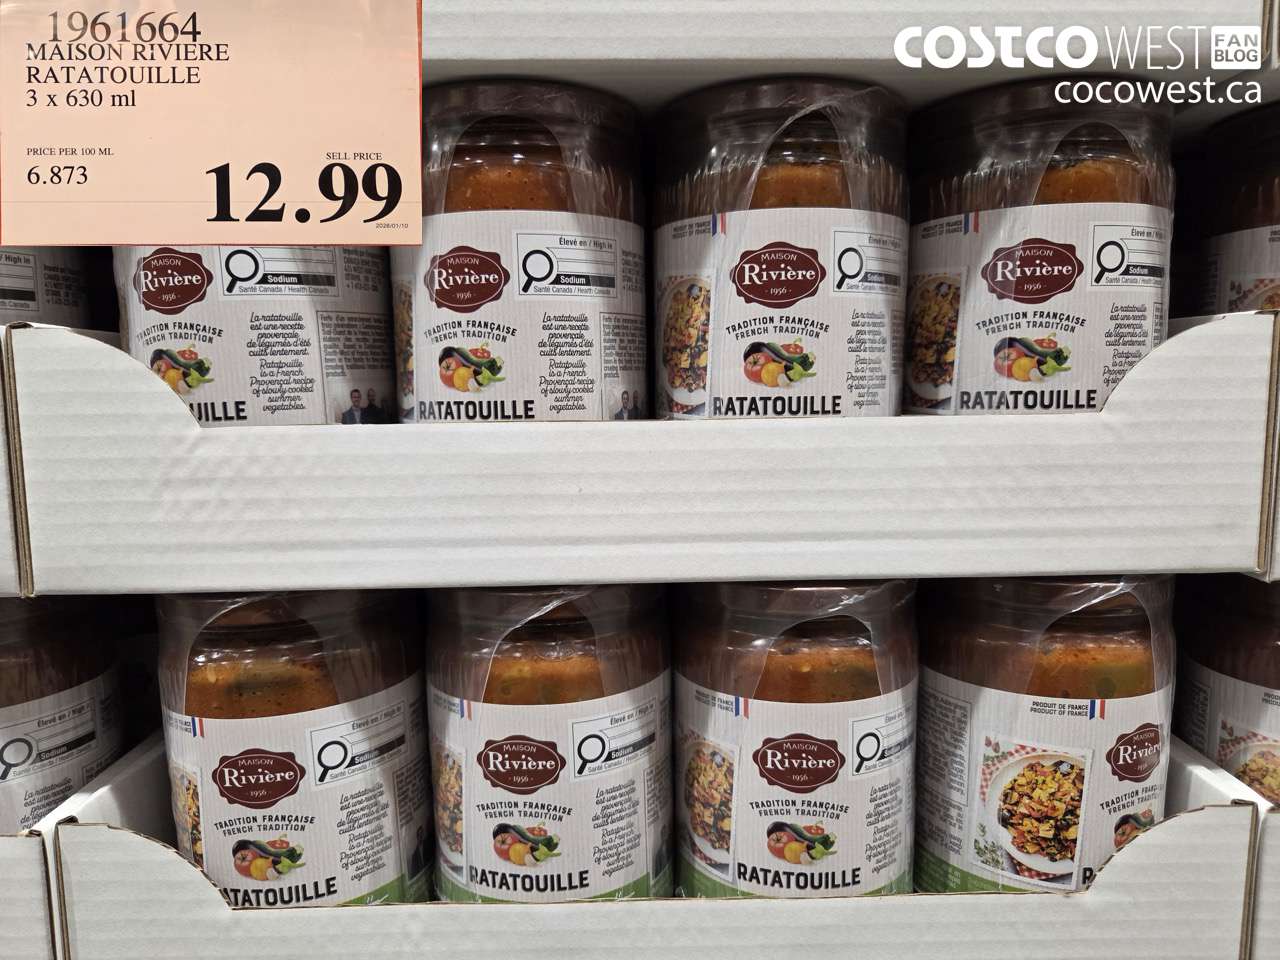 1961664
MAISON RIVIERE
RATATOUILLE
3 x 630 ml
PRICE PER 100 ML
6.873
SELL PRICE
12.99
2026/01/10
COSTCO WEST FAN BLOG
cocowest.ca
MAISON
Rivière
1956
Élevé en / High in
Sodium
Santé Canada / Health Canada
TRADITION FRANÇAISE
FRENCH TRADITION
La ratatouille
est une recette
provençale
de légumes d'été
cuits lentement.
Ratatouille
is a French
Provençal recipe
of slowly cooked
summer
vegetables.
RATATOUILLE
PRODUIT DE FRANCE
PRODUCT OF FRANCE